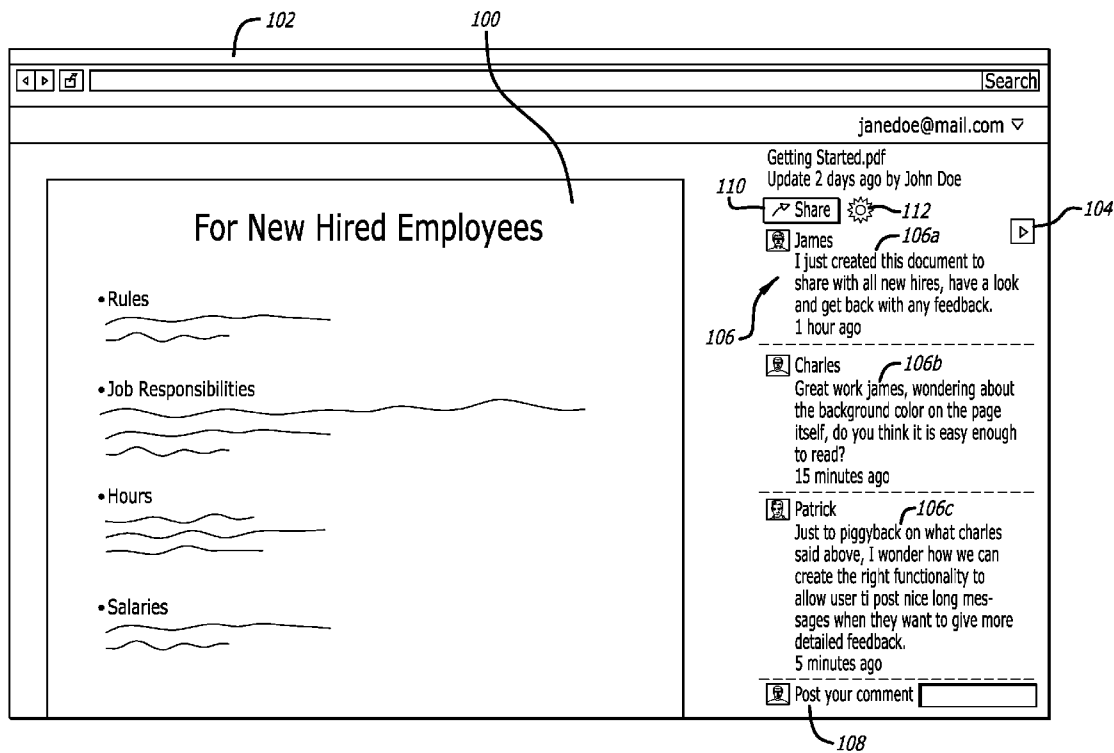 102
100
Search
janedoe@mail.com
Getting Started.pdf
Update 2 days ago by John Doe
110
Share
112
104
For New Hired Employees
James
106a
I just created this document to
share with all new hires, have a look
and get back with any feedback.
1 hour ago
106
•Rules
Charles
106b
Great work james, wondering about
the background color on the page
itself, do you think it is easy enough
to read?
15 minutes ago
•Job Responsibilities
•Hours
Patrick
106c
Just to piggyback on what charles
said above, I wonder how we can
create the right functionality to
allow user ti post nice long mes-
sages when they want to give more
detailed feedback.
5 minutes ago
•Salaries
Post your comment
108